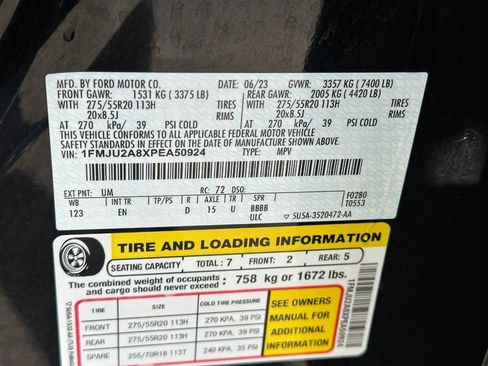 MFD. BY FORD MOTOR CO. 06/23 GVWR: 3357 KG (7400 LB)
FRONT GAWR: 1531 KG (3375 LB) REAR GAWR: 2005 KG (4420 LB)
WITH 275/55R20 113H TIRES WITH 275/55R20 113H TIRES
20x8.5J 20x8.5J
AT 270 kPa/ 39 PSI COLD AT 270 kPa/ 39 PSI COLD
THIS VEHICLE CONFORMS TO ALL APPLICABLE FEDERAL MOTOR VEHICLE
SAFETY STANDARDS IN EFFECT ON THE DATE OF MANUFACTURE SHOWN ABOVE.
VIN: 1FMJU2A8XPEA50924 TYPE: MPV
EXT PNT: UM RC: 72 DSO:
WB INT TR TP/PS R AXLE TR SPR F0280
123 EN D 15 U BBBB T0553
ULC 5U5A-3520472-AA
TIRE AND LOADING INFORMATION
SEATING CAPACITY TOTAL : 7 FRONT: 2 REAR: 5
The combined weight of occupants and cargo should never exceed : 758 kg or 1672 lbs.
TIRE SIZE COLD TIRE PRESSURE
FRONT 275/55R20 113H 270 KPA, 39 PSI
REAR 275/55R20 113H 270 KPA, 39 PSI
SPARE 255/70R18 113T 240 KPA, 35 PSI
SEE OWNERS
MANUAL FOR
ADDITIONAL
INFORMATION
1FMJU2A8XPEA50924